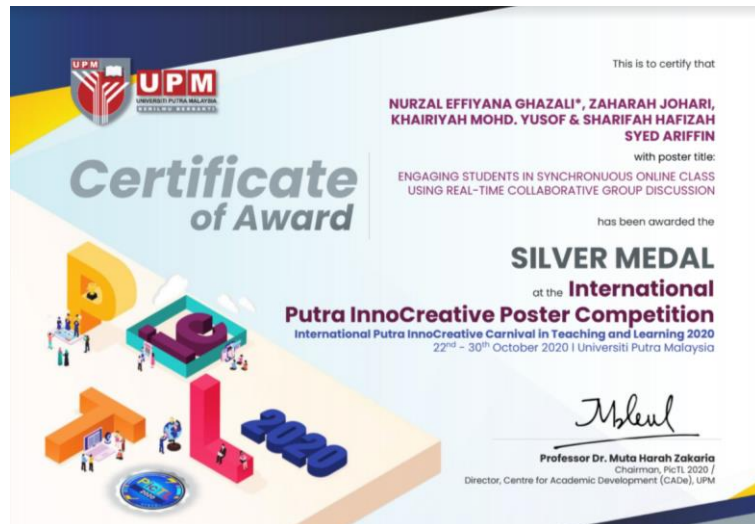 UPM
UPM
UNIVERSITI PUTRA MALAYSIA
BERILMU BERBAKTI
This is to certify that
NURZAL EFFIYANA GHAZALI*, ZAHARAH JOHARI,
KHAIRIYAH MOHD. YUSOF & SHARIFAH HAFIZAH
SYED ARIFFIN
with poster title:
ENGAGING STUDENTS IN SYNCHRONUOUS ONLINE CLASS
USING REAL-TIME COLLABORATIVE GROUP DISCUSSION
has been awarded the
Certificate
of Award
SILVER MEDAL
at the International
Putra InnoCreative Poster Competition
International Putra InnoCreative Carnival in Teaching and Learning 2020
22nd - 30th October 2020 I Universiti Putra Malaysia
PicTL 2020
Professor Dr. Muta Harah Zakaria
Chairman, PicTL 2020 /
Director, Centre for Academic Development (CADe), UPM